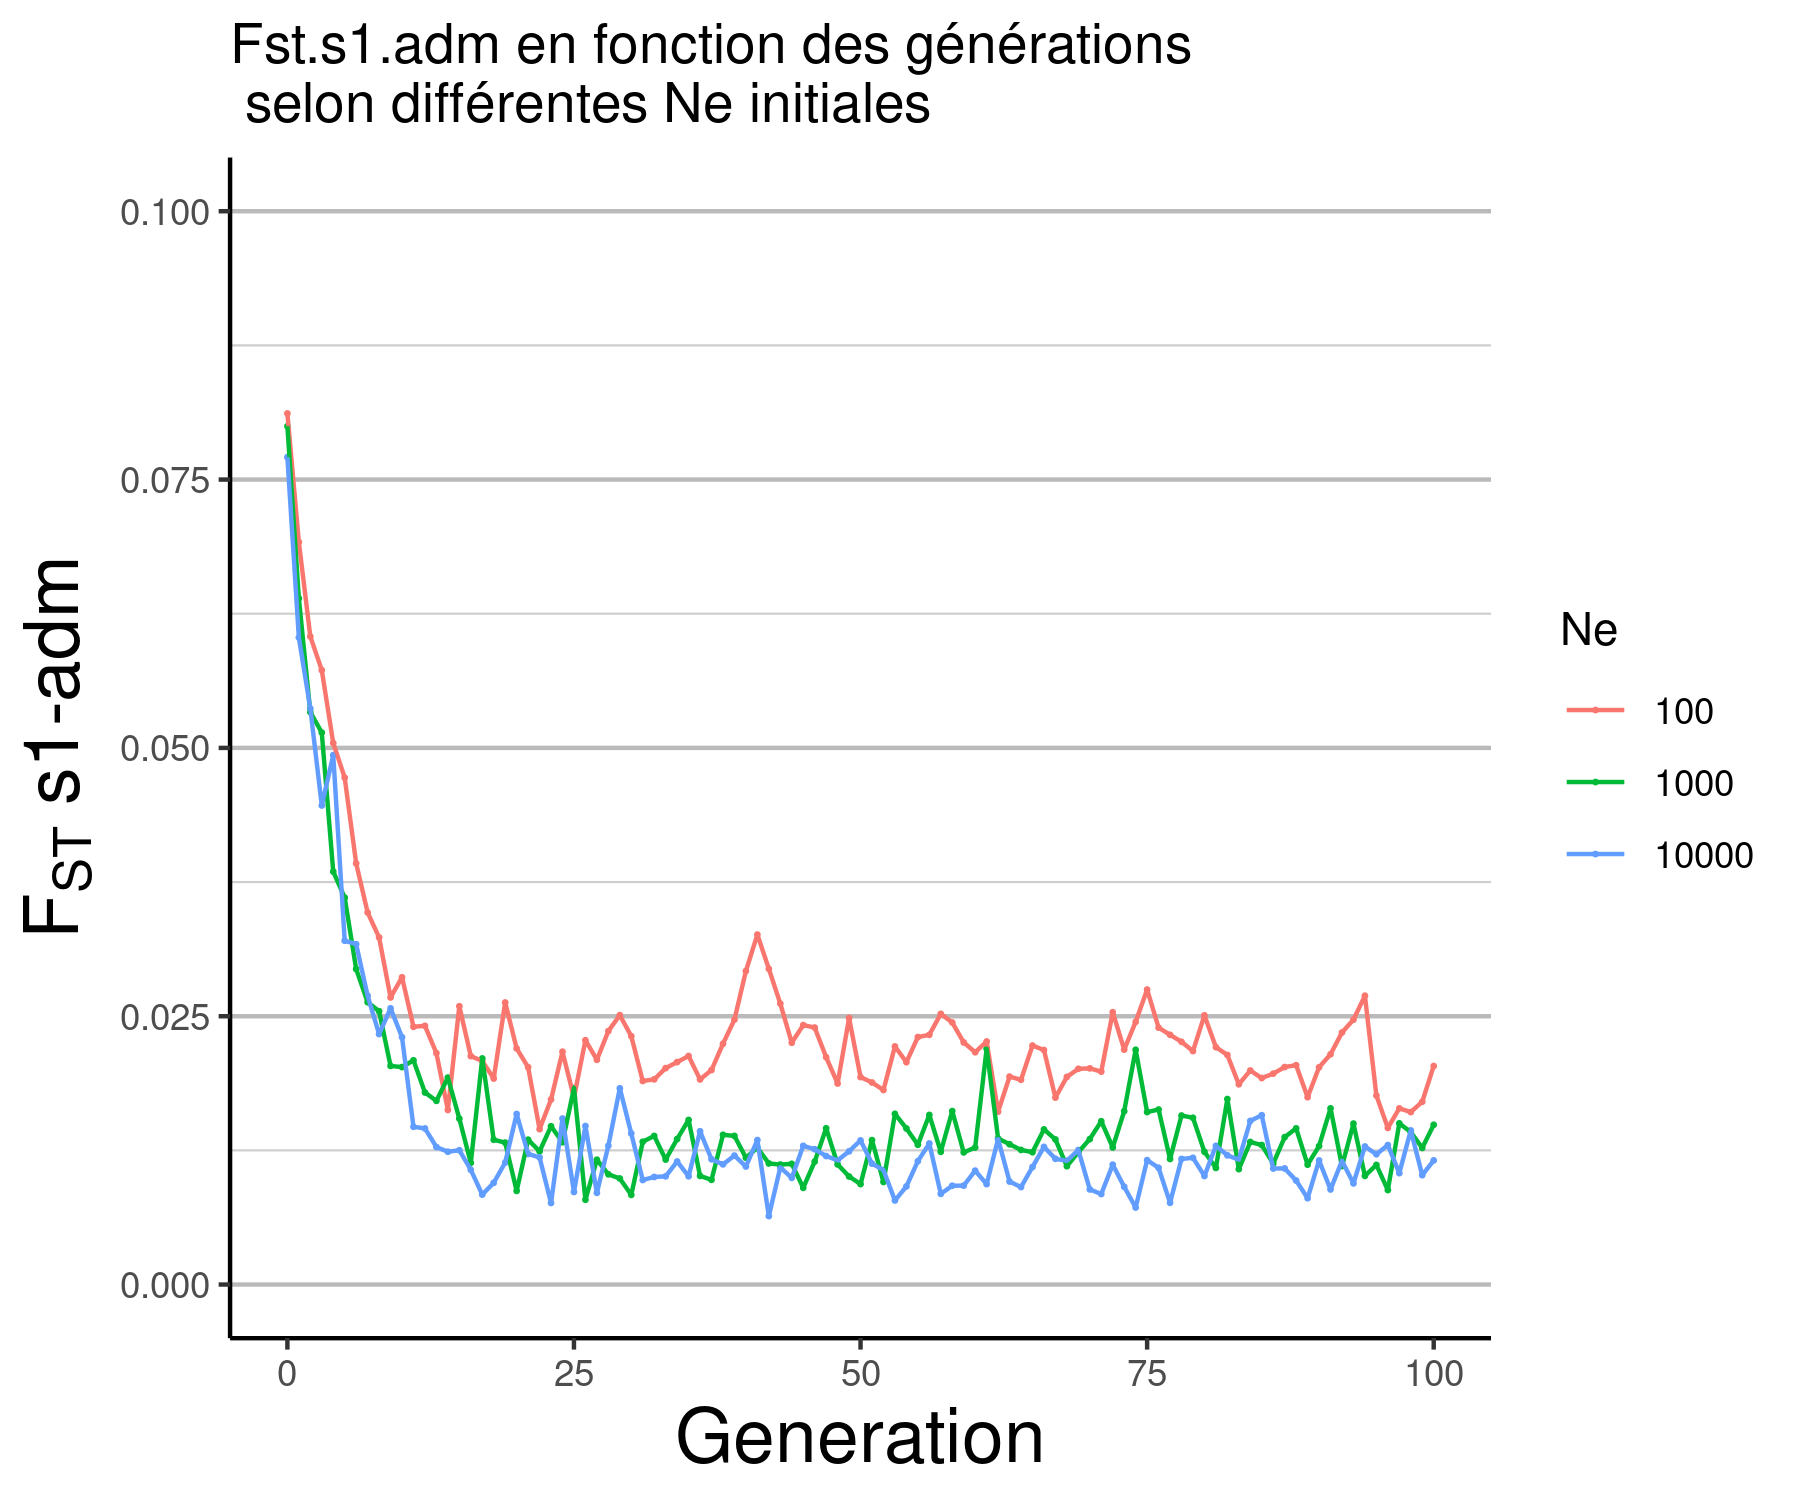 Fst.s1.adm en fonction des générations
selon différentes Ne initiales
0.100
0.075
0.050
0.025
0.000
FST s1-adm
0 25 50 75 100
Generation
Ne
100
1000
10000